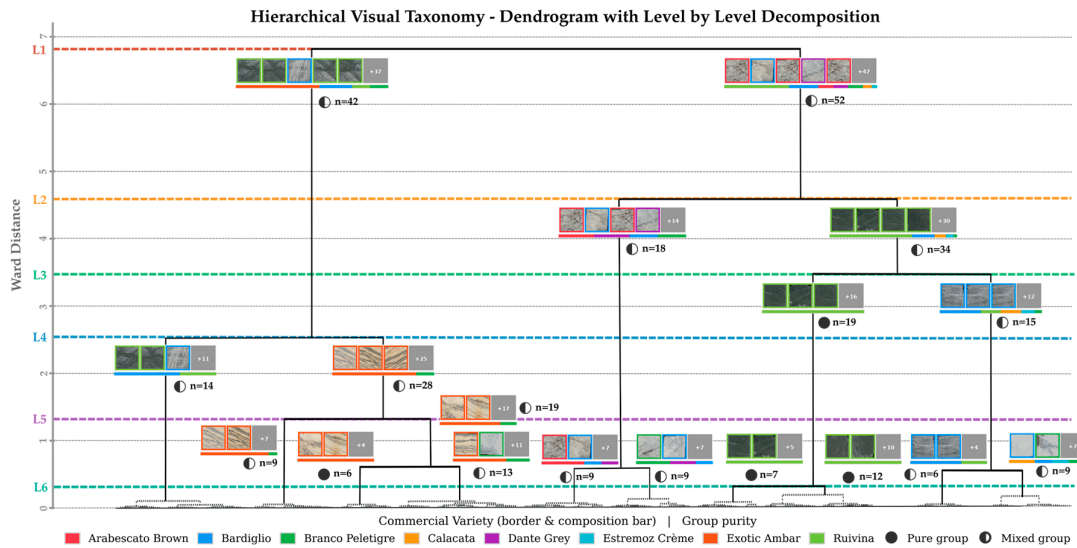 Hierarchical Visual Taxonomy - Dendrogram with Level by Level Decomposition
Ward Distance
7
L1
+37
+47
n=42
n=52
6
5
L2
+14
+30
4
n=18
n=34
L3
+16
+12
3
n=19
n=15
L4
+11
+25
2
n=14
n=28
+17
n=19
L5
1
+7
+4
+11
+7
+7
+5
+10
+4
+7
n=9
n=6
n=13
n=9
n=9
n=7
n=12
n=6
n=9
L6
0
Commercial Variety (border & composition bar) | Group purity
Arabescato Brown Bardiglio Branco Peletigre Calacata Dante Grey Estremoz Crème Exotic Ambar Ruivina Pure group Mixed group